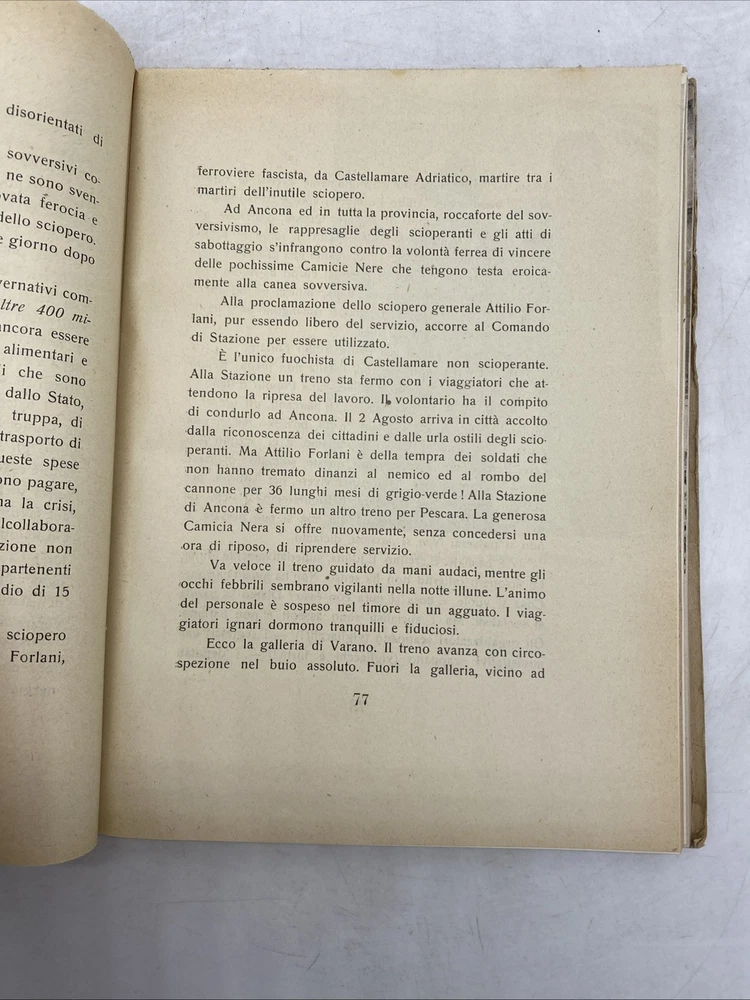 disorientati di
sovversivi co-
ne sono sven-
vata ferocia e
dello sciopero.
e giorno dopo
vernativi com-
ltre 400 mi-
ancora essere
alimentari e
i che sono
dallo Stato,
truppa, di
trasporto di
ueste spese
ono pagare,
na la crisi,
lcollabora-
zione non
partenenti
dio di 15
sciopero
Forlani,
ferroviere fascista, da Castellamare Adriatico, martire tra i
martiri dell'inutile sciopero.
Ad Ancona ed in tutta la provincia, roccaforte del sov-
versivismo, le rappresaglie degli scioperanti e gli atti di
sabottaggio s'infrangono contro la volontà ferrea di vincere
delle pochissime Camicie Nere che tengono testa eroica-
mente alla canea sovversiva.
Alla proclamazione dello sciopero generale Attilio For-
lani, pur essendo libero del servizio, accorre al Comando
di Stazione per essere utilizzato.
È l'unico fuochista di Castellamare non scioperante.
Alla Stazione un treno sta fermo con i viaggiatori che at-
tendono la ripresa del lavoro. Il volontario ha il compito
di condurlo ad Ancona. Il 2 Agosto arriva in città accolto
dalla riconoscenza dei cittadini e dalle urla ostili degli scio-
peranti. Ma Attilio Forlani è della tempra dei soldati che
non hanno tremato dinanzi al nemico ed al rombo del
cannone per 36 lunghi mesi di grigio-verde! Alla Stazione
di Ancona è fermo un altro treno per Pescara. La generosa
Camicia Nera si offre nuovamente, senza concedersi una
ora di riposo, di riprendere servizio.
Va veloce il treno guidato da mani audaci, mentre gli
occhi febbrili sembrano vigilanti nella notte illune. L'animo
del personale è sospeso nel timore di un agguato. I viag-
giatori ignari dormono tranquilli e fiduciosi.
Ecco la galleria di Varano. Il treno avanza con circo-
spezione nel buio assoluto. Fuori la galleria, vicino ad
77